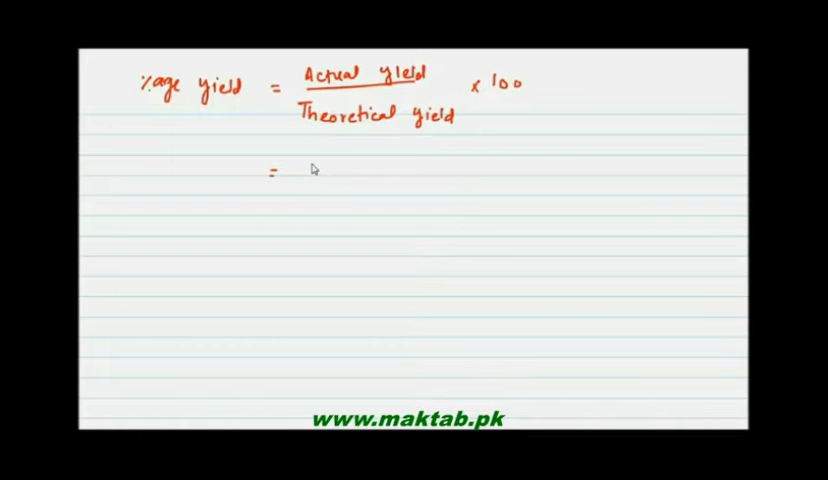 %age yield = Actual yield / Theoretical yield × 100
=
www.maktab.pk